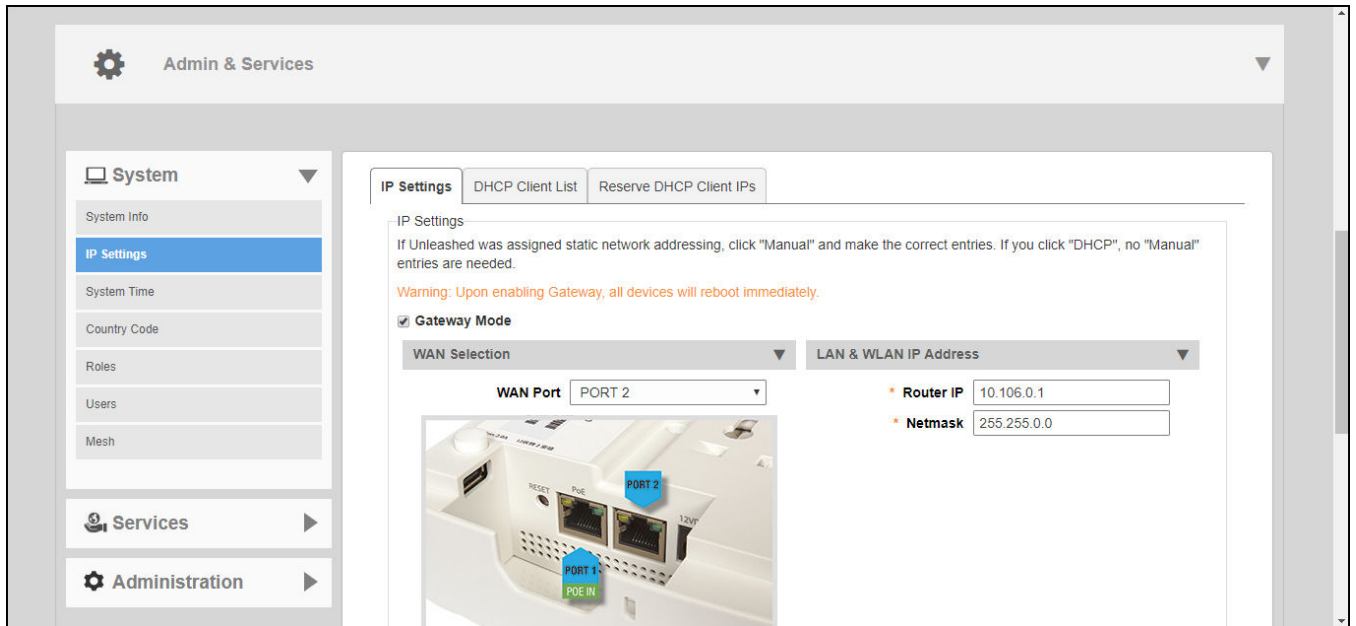 Admin & Services
System
System Info
IP Settings
System Time
Country Code
Roles
Users
Mesh
Services
Administration
IP Settings
DHCP Client List
Reserve DHCP Client IPs
IP Settings
If Unleashed was assigned static network addressing, click "Manual" and make the correct entries. If you click "DHCP", no "Manual"
entries are needed.
Warning: Upon enabling Gateway, all devices will reboot immediately.
Gateway Mode
WAN Selection
WAN Port PORT 2
RESET
PoE
PORT 2
PORT 1
POE IN
LAN & WLAN IP Address
* Router IP 10.106.0.1
* Netmask 255.255.0.0